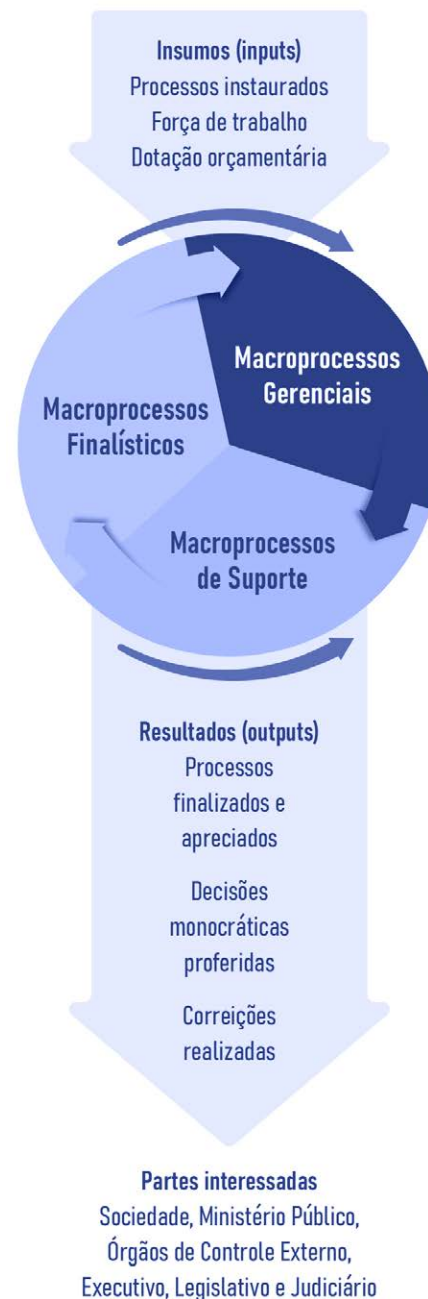 Insumos (inputs)
Processos instaurados
Força de trabalho
Dotação orçamentária
Macroprocessos
Gerenciais
Macroprocessos
Finalísticos
Macroprocessos
de Suporte
Resultados (outputs)
Processos
finalizados e
apreciados
Decisões
monocráticas
proferidas
Correições
realizadas
Partes interessadas
Sociedade, Ministério Público,
Órgãos de Controle Externo,
Executivo, Legislativo e Judiciário